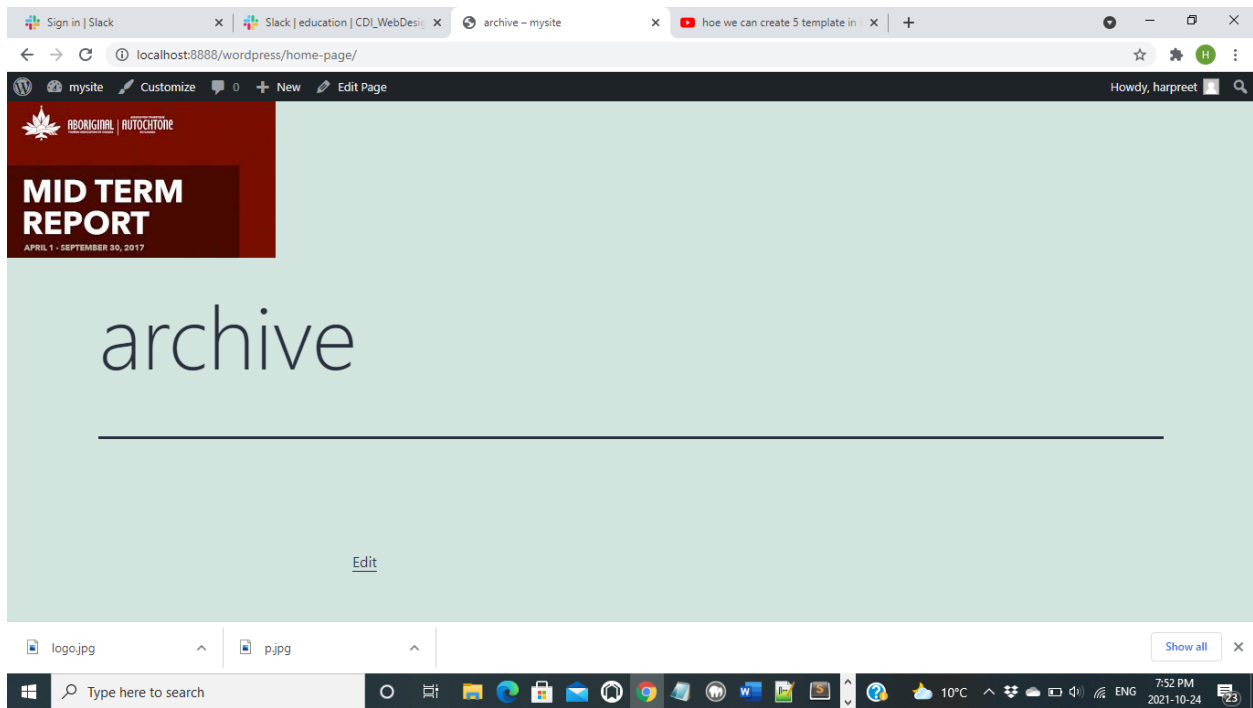 Sign in | Slack
Slack | education | CDI_WebDesig
archive – mysite
hoe we can create 5 template in
localhost:8888/wordpress/home-page/
H
mysite
Customize
0
New
Edit Page
Howdy, harpreet
ABORIGINAL | AUTOCHTONE
MID TERM
REPORT
APRIL 1 - SEPTEMBER 30, 2017
archive
Edit
logo.jpg
p.jpg
Show all
Type here to search
10°C
ENG
7:52 PM
2021-10-24
23